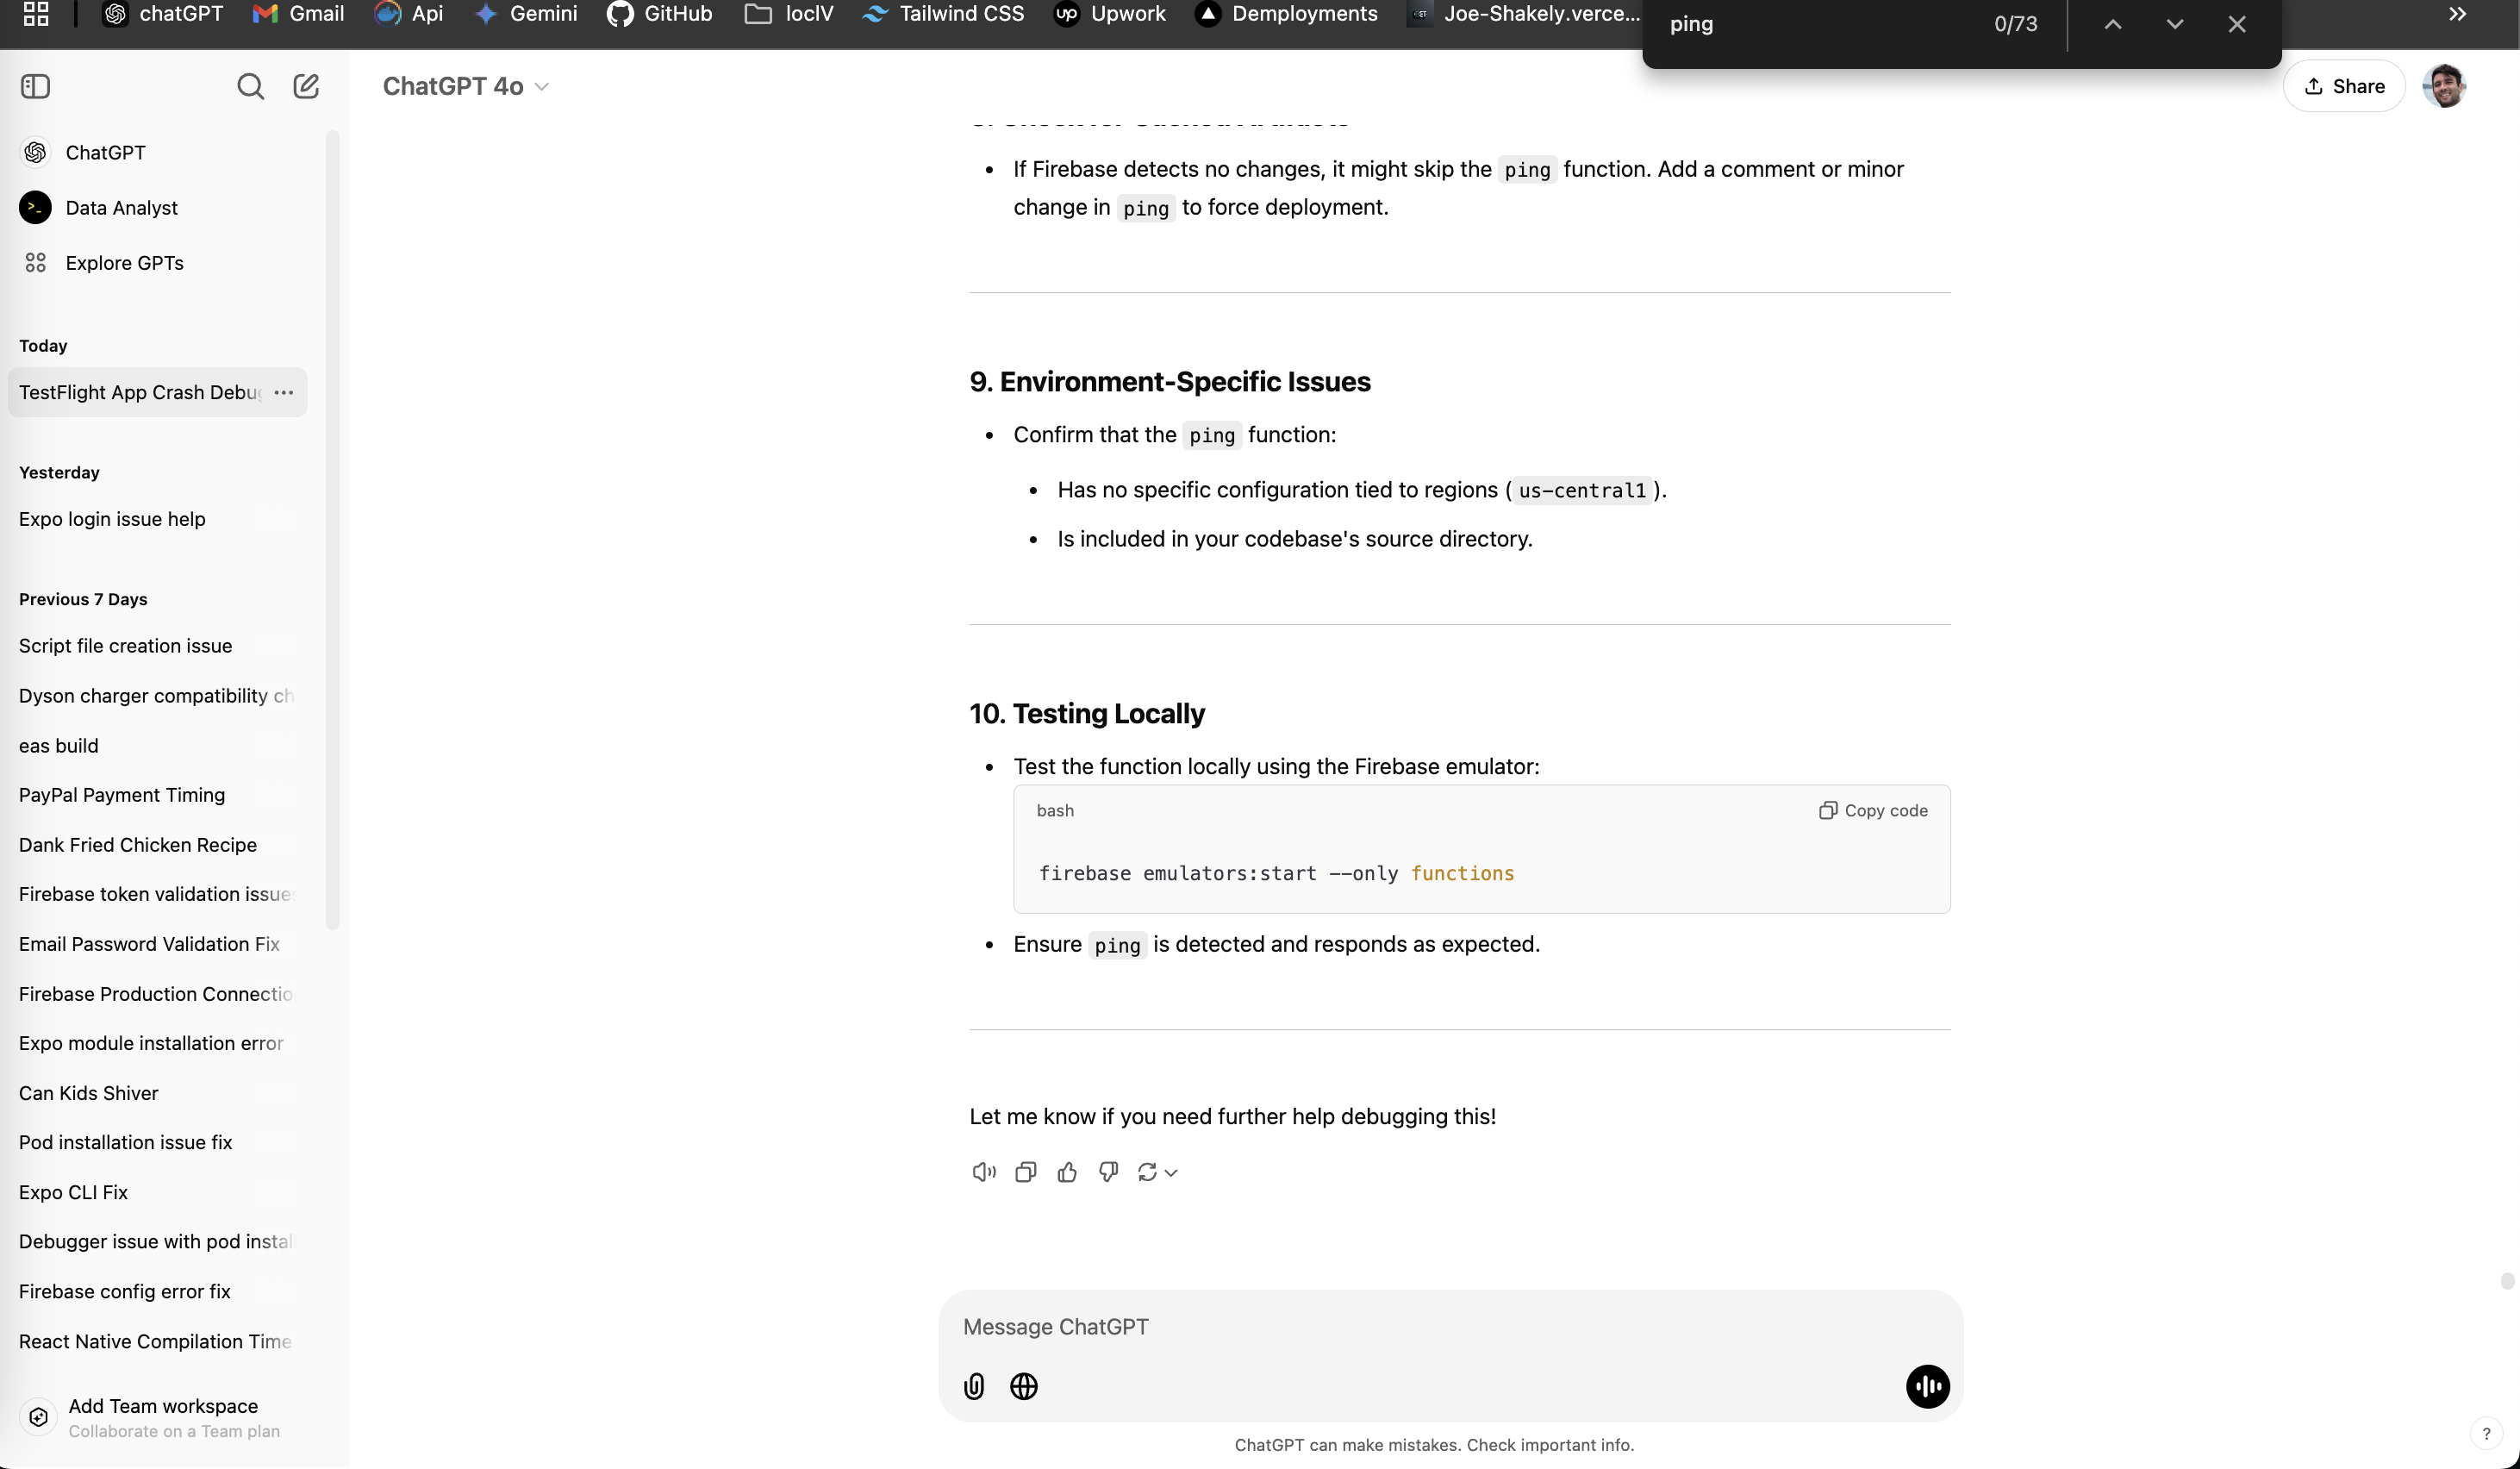 chatGPT
Gmail
Api
Gemini
GitHub
loclV
Tailwind CSS
Upwork
Demployments
Joe-Shakely.verce...
ping
0/73
ChatGPT 4o
Share
ChatGPT
Data Analyst
Explore GPTs
Today
TestFlight App Crash Debug
Yesterday
Expo login issue help
Previous 7 Days
Script file creation issue
Dyson charger compatibility ch
eas build
PayPal Payment Timing
Dank Fried Chicken Recipe
Firebase token validation issues
Email Password Validation Fix
Firebase Production Connectio
Expo module installation error
Can Kids Shiver
Pod installation issue fix
Expo CLI Fix
Debugger issue with pod instal
Firebase config error fix
React Native Compilation Time
Add Team workspace
Collaborate on a Team plan
If Firebase detects no changes, it might skip the ping function. Add a comment or minor
change in ping to force deployment.
9. Environment-Specific Issues
Confirm that the ping function:
Has no specific configuration tied to regions (us-central1).
Is included in your codebase's source directory.
10. Testing Locally
Test the function locally using the Firebase emulator:
bash
Copy code
firebase emulators:start --only functions
Ensure ping is detected and responds as expected.
Let me know if you need further help debugging this!
Message ChatGPT
ChatGPT can make mistakes. Check important info.
?